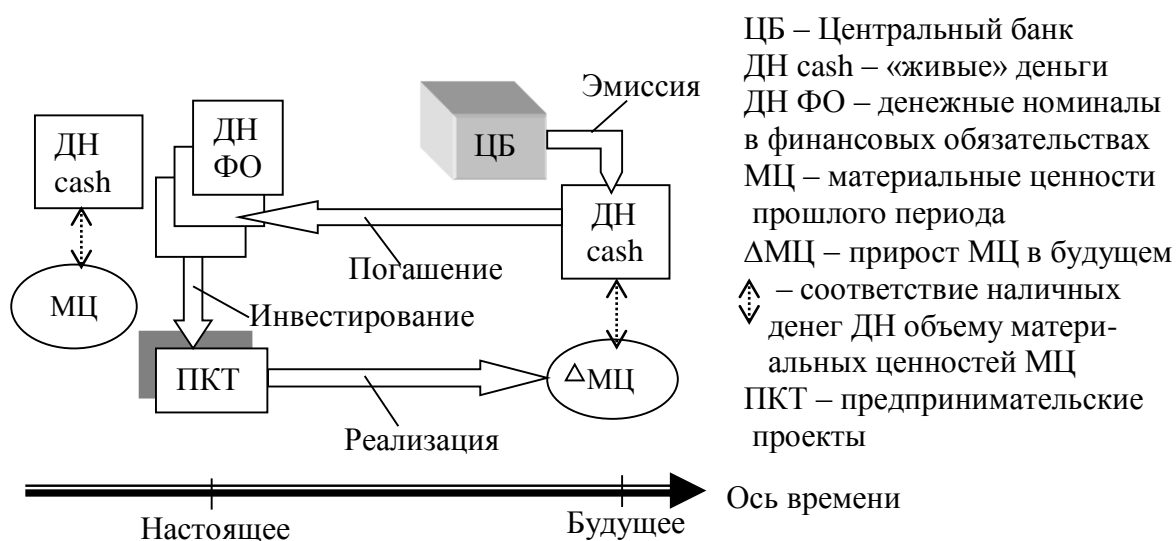 ДН
cash
МЦ
ДН
ФО
ЦБ
Эмиссия
ДН
cash
Погашение
Инвестирование
ПКТ
ΔМЦ
Реализация
Настоящее
Будущее
Ось времени
ЦБ – Центральный банк
ДН cash – «живые» деньги
ДН ФО – денежные номиналы
в финансовых обязательствах
МЦ – материальные ценности
прошлого периода
ΔМЦ – прирост МЦ в будущем
– соответствие наличных
денег ДН объему матери-
альных ценностей МЦ
ПКТ – предпринимательские
проекты